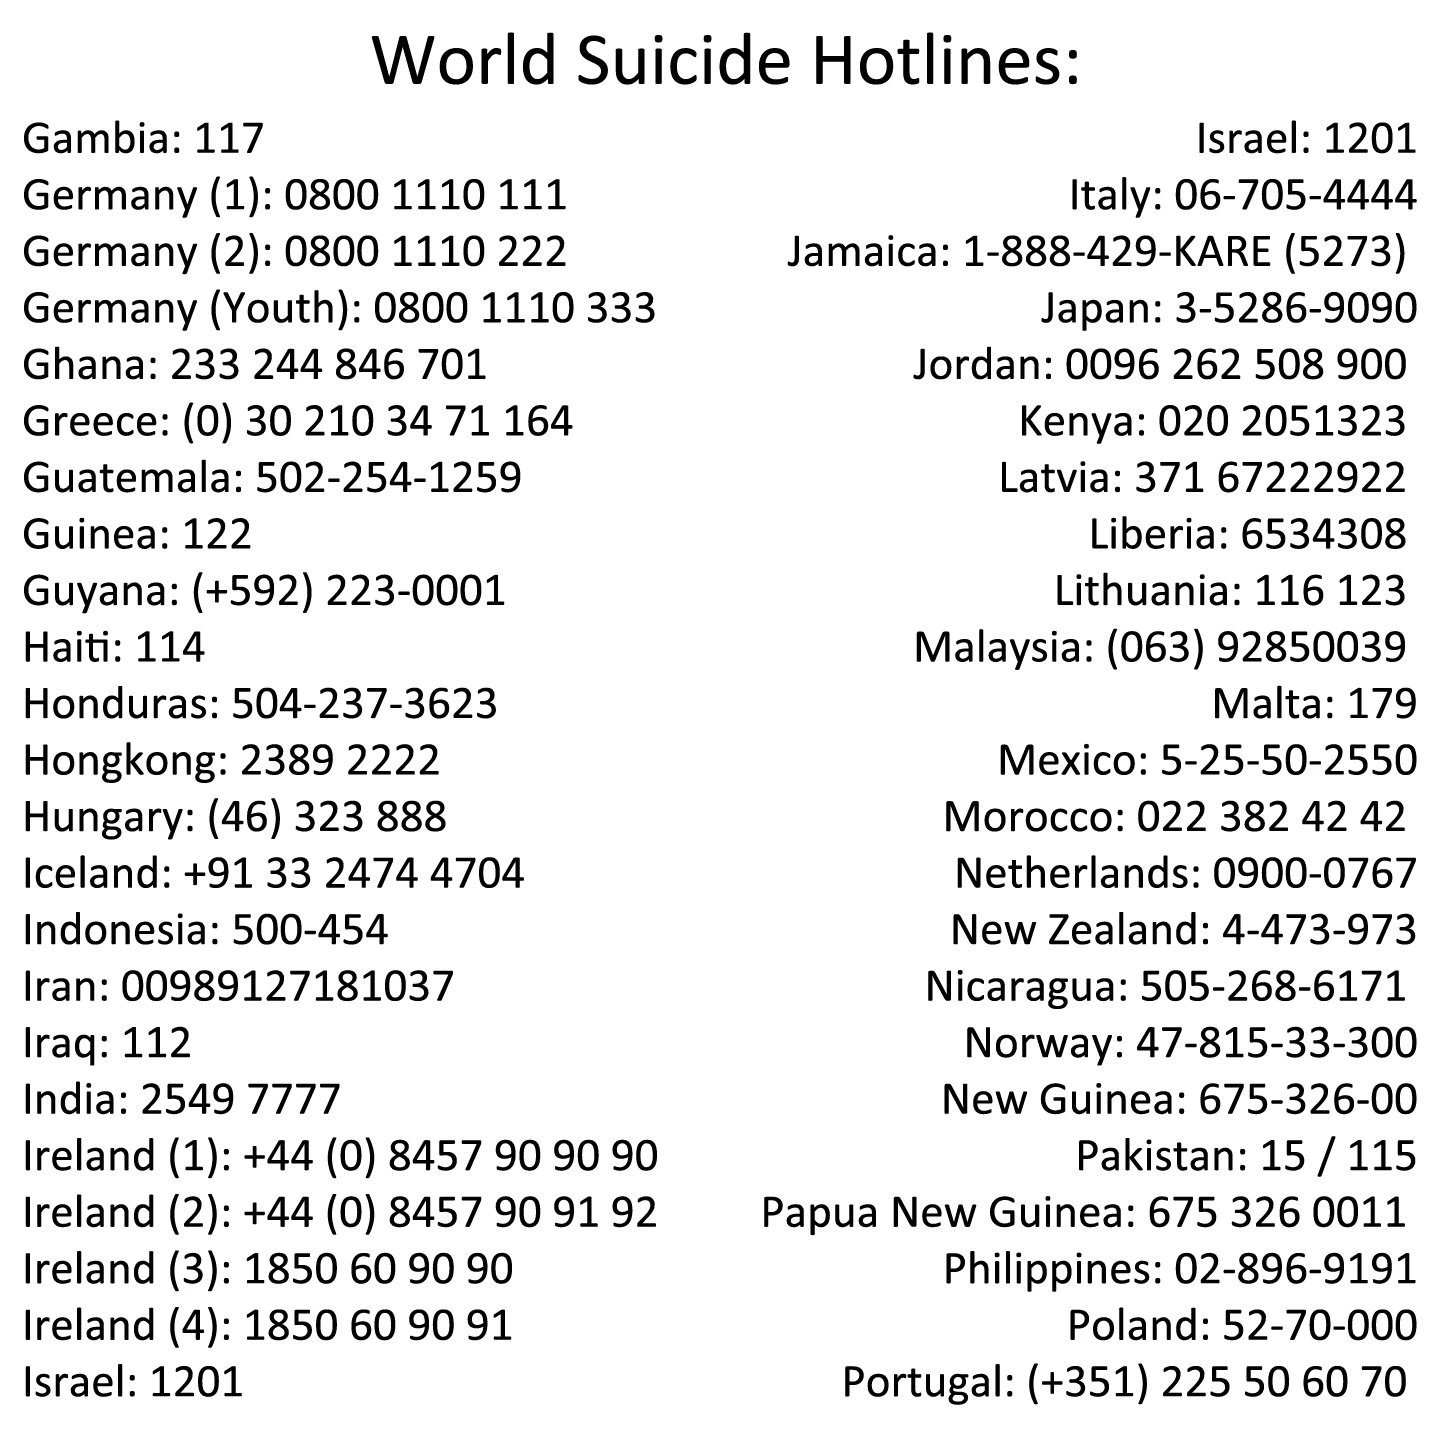 World Suicide Hotlines:
Gambia: 117
Germany (1): 0800 1110 111
Germany (2): 0800 1110 222
Germany (Youth): 0800 1110 333
Ghana: 233 244 846 701
Greece: (0) 30 210 34 71 164
Guatemala: 502-254-1259
Guinea: 122
Guyana: (+592) 223-0001
Haiti: 114
Honduras: 504-237-3623
Hongkong: 2389 2222
Hungary: (46) 323 888
Iceland: +91 33 2474 4704
Indonesia: 500-454
Iran: 00989127181037
Iraq: 112
India: 2549 7777
Ireland (1): +44 (0) 8457 90 90 90
Ireland (2): +44 (0) 8457 90 91 92
Ireland (3): 1850 60 90 90
Ireland (4): 1850 60 90 91
Israel: 1201
Israel: 1201
Italy: 06-705-4444
Jamaica: 1-888-429-KARE (5273)
Japan: 3-5286-9090
Jordan: 0096 262 508 900
Kenya: 020 2051323
Latvia: 371 67222922
Liberia: 6534308
Lithuania: 116 123
Malaysia: (063) 92850039
Malta: 179
Mexico: 5-25-50-2550
Morocco: 022 382 42 42
Netherlands: 0900-0767
New Zealand: 4-473-973
Nicaragua: 505-268-6171
Norway: 47-815-33-300
New Guinea: 675-326-00
Pakistan: 15 / 115
Papua New Guinea: 675 326 0011
Philippines: 02-896-9191
Poland: 52-70-000
Portugal: (+351) 225 50 60 70